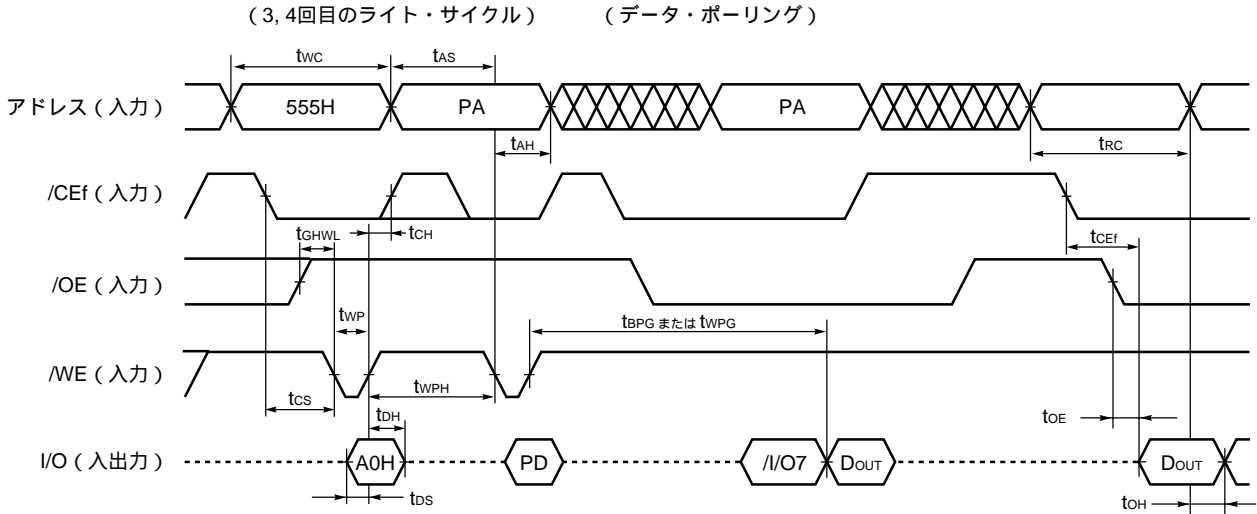 （3, 4回目のライト・サイクル） （データ・ポーリング）
tWC tAS
アドレス（入力） 555H PA PA
tAH tRC
/CEf（入力）
tGHWL tCH tCEf
/OE（入力）
tWP tBPG または tWPG
/WE（入力）
tCS tWPH
tDH tOE
I/O（入出力） A0H PD /I/O7 DOUT DOUT
tDS tOH